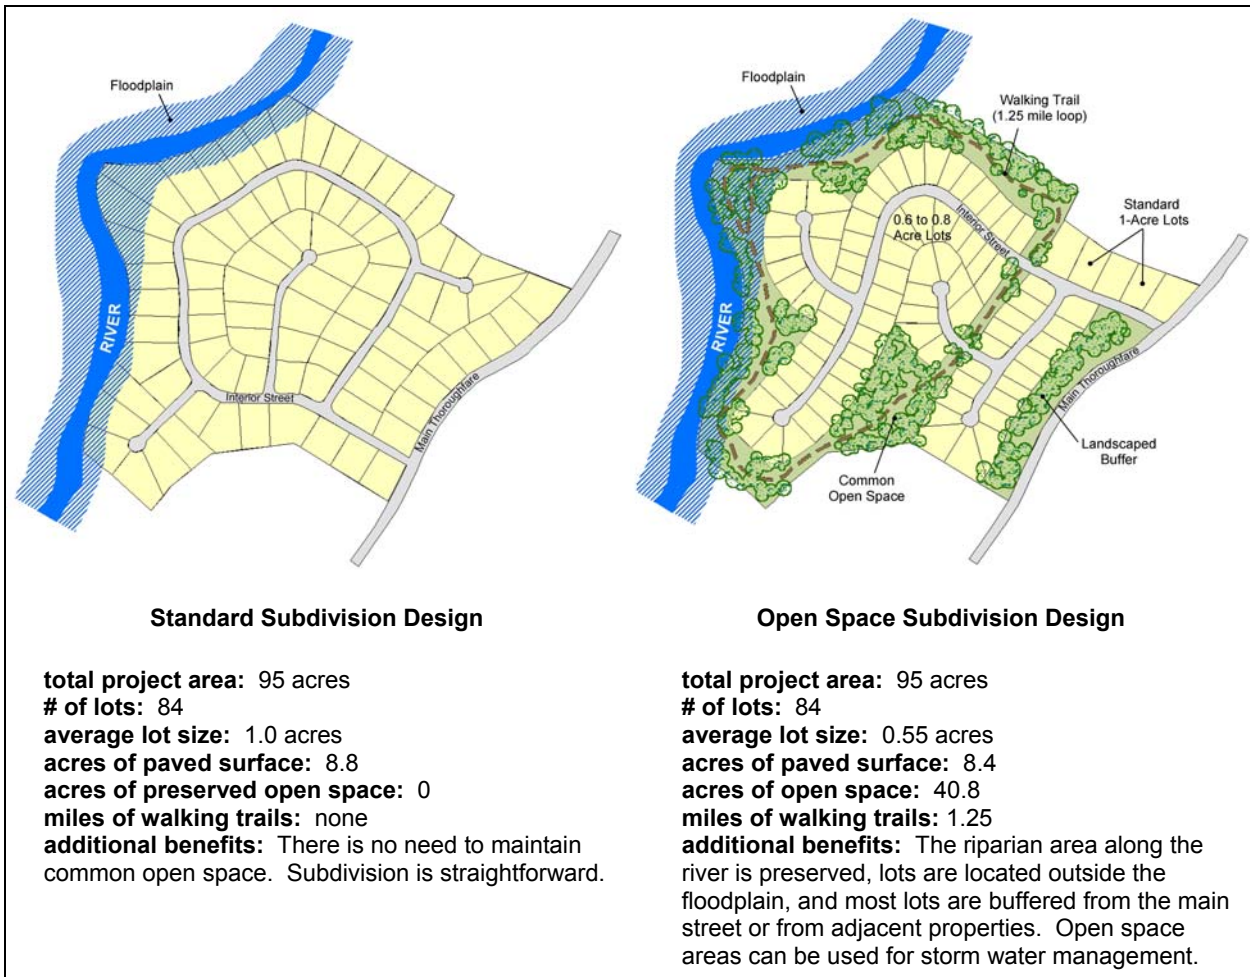 Floodplain
RIVER
Interior Street
Main Thoroughfare
Floodplain
Walking Trail
(1.25 mile loop)
Standard
1-Acre Lots
0.6 to 0.8
Acre Lots
Interior Street
RIVER
Main Thoroughfare
Landscaped
Buffer
Common
Open Space
Standard Subdivision Design
total project area: 95 acres
# of lots: 84
average lot size: 1.0 acres
acres of paved surface: 8.8
acres of preserved open space: 0
miles of walking trails: none
additional benefits: There is no need to maintain
common open space. Subdivision is straightforward.
Open Space Subdivision Design
total project area: 95 acres
# of lots: 84
average lot size: 0.55 acres
acres of paved surface: 8.4
acres of open space: 40.8
miles of walking trails: 1.25
additional benefits: The riparian area along the
river is preserved, lots are located outside the
floodplain, and most lots are buffered from the main
street or from adjacent properties. Open space
areas can be used for storm water management.